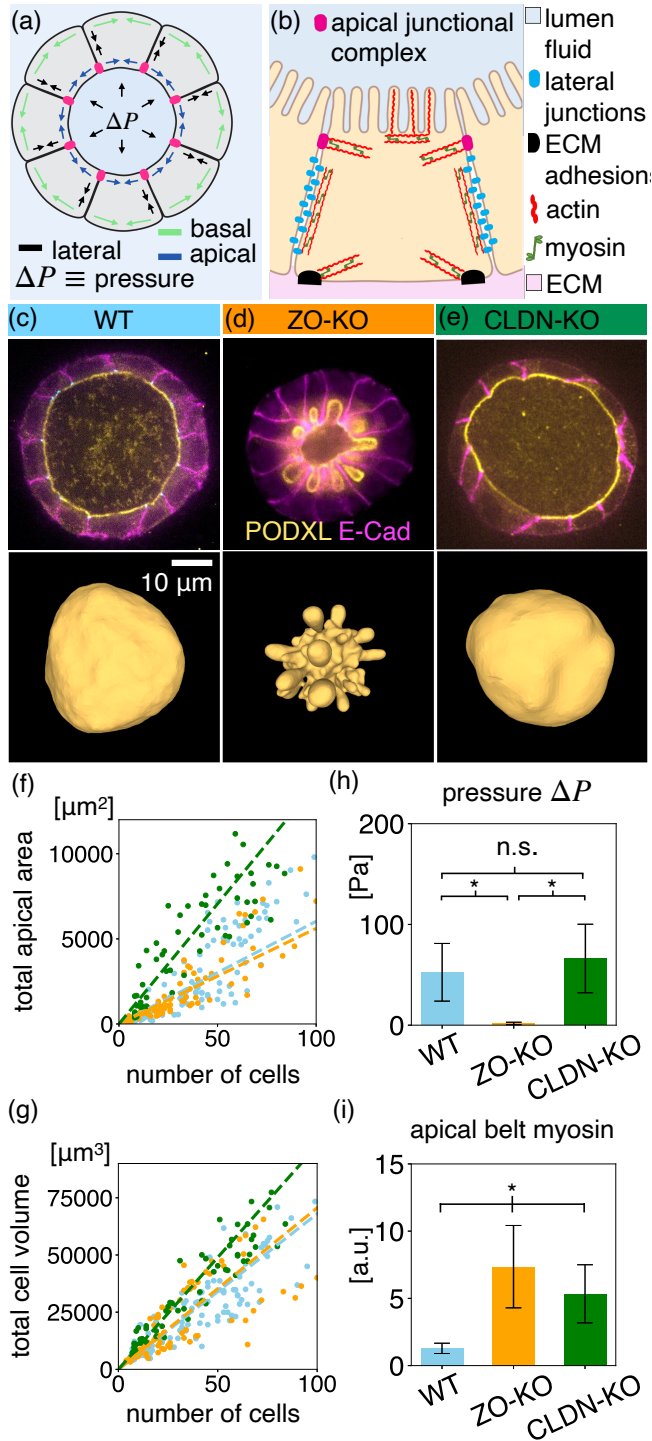 (a)
ΔP
basal
lateral
apical
ΔP ≡ pressure
(b)
apical junctional
complex
lumen
fluid
lateral
junctions
ECM
adhesions
actin
myosin
ECM
(c) WT
(d) ZO-KO
(e) CLDN-KO
PODXL E-Cad
10 µm
(f)
[µm²]
total apical area
10000
5000
0
0 50 100
number of cells
(h) pressure ΔP
[Pa]
200
100
0
n.s.
* *
WT ZO-KO CLDN-KO
(g)
[µm³]
total cell volume
75000
50000
25000
0
0 50 100
number of cells
(i) apical belt myosin
[a.u.]
15
10
5
0
*
WT ZO-KO CLDN-KO